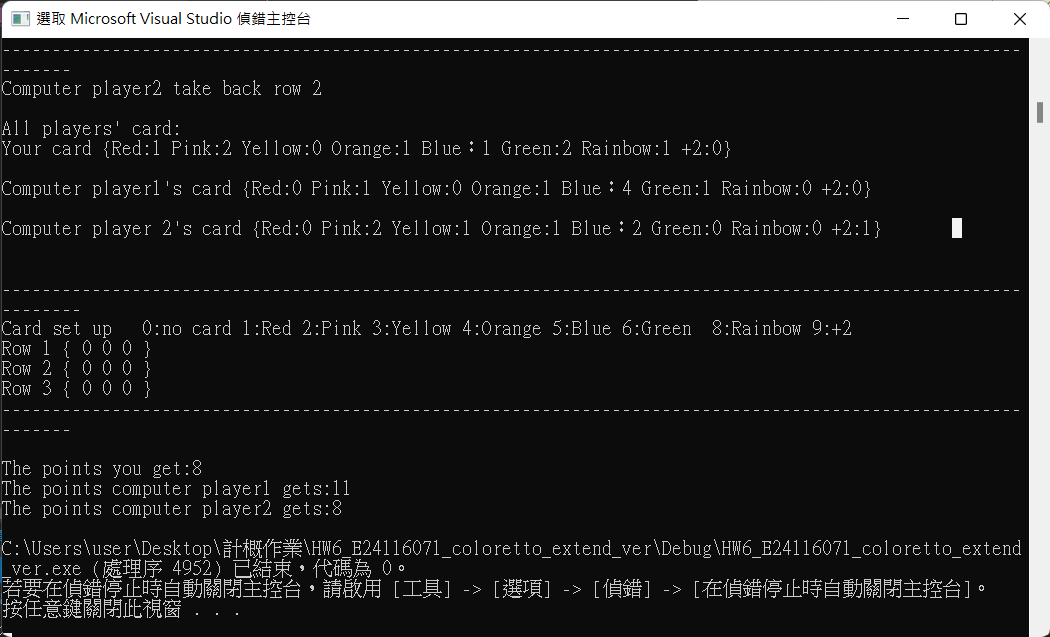 選取 Microsoft Visual Studio 偵錯主控台
------------------------------------------------------------------------------------------------------
-------
Computer player2 take back row 2
All players' card:
Your card {Red:1 Pink:2 Yellow:0 Orange:1 Blue：1 Green:2 Rainbow:1 +2:0}
Computer player1's card {Red:0 Pink:1 Yellow:0 Orange:1 Blue：4 Green:1 Rainbow:0 +2:0}
Computer player 2's card {Red:0 Pink:2 Yellow:1 Orange:1 Blue：2 Green:0 Rainbow:0 +2:1}
------------------------------------------------------------------------------------------------------
--------
Card set up   0:no card 1:Red 2:Pink 3:Yellow 4:Orange 5:Blue 6:Green  8:Rainbow 9:+2
Row 1 { 0 0 0 }
Row 2 { 0 0 0 }
Row 3 { 0 0 0 }
------------------------------------------------------------------------------------------------------
-------
The points you get:8
The points computer player1 gets:11
The points computer player2 gets:8
C:\Users\user\Desktop\計概作業\HW6_E24116071_coloretto_extend_ver\Debug\HW6_E24116071_coloretto_extend
_ver.exe (處理序 4952) 已結束，代碼為 0。
若要在偵錯停止時自動關閉主控台，請啟用 [工具] -> [選項] -> [偵錯] -> [在偵錯停止時自動關閉主控台]。
按任意鍵關閉此視窗 . . .